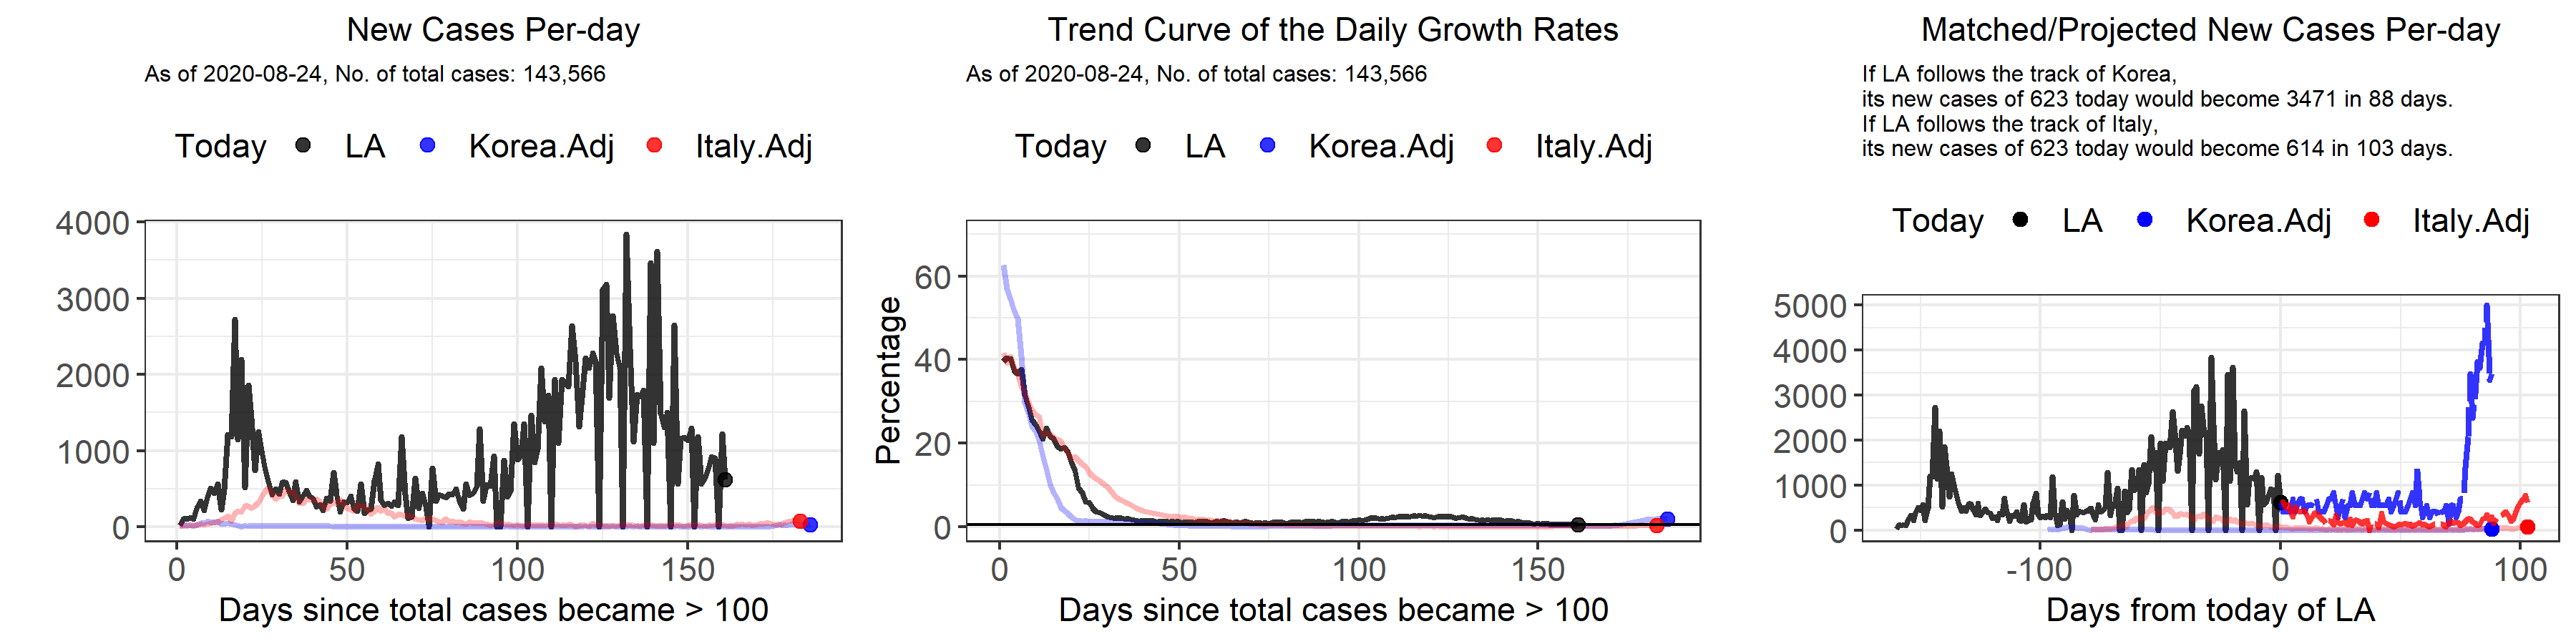 New Cases Per-day
As of 2020-08-24, No. of total cases: 143,566
Today LA Korea.Adj Italy.Adj
4000
3000
2000
1000
0
0 50 100 150
Days since total cases became > 100
Trend Curve of the Daily Growth Rates
As of 2020-08-24, No. of total cases: 143,566
Today LA Korea.Adj Italy.Adj
Percentage
60
40
20
0
0 50 100 150
Days since total cases became > 100
Matched/Projected New Cases Per-day
If LA follows the track of Korea,
its new cases of 623 today would become 3471 in 88 days.
If LA follows the track of Italy,
its new cases of 623 today would become 614 in 103 days.
Today LA Korea.Adj Italy.Adj
5000
4000
3000
2000
1000
0
-100 0 100
Days from today of LA